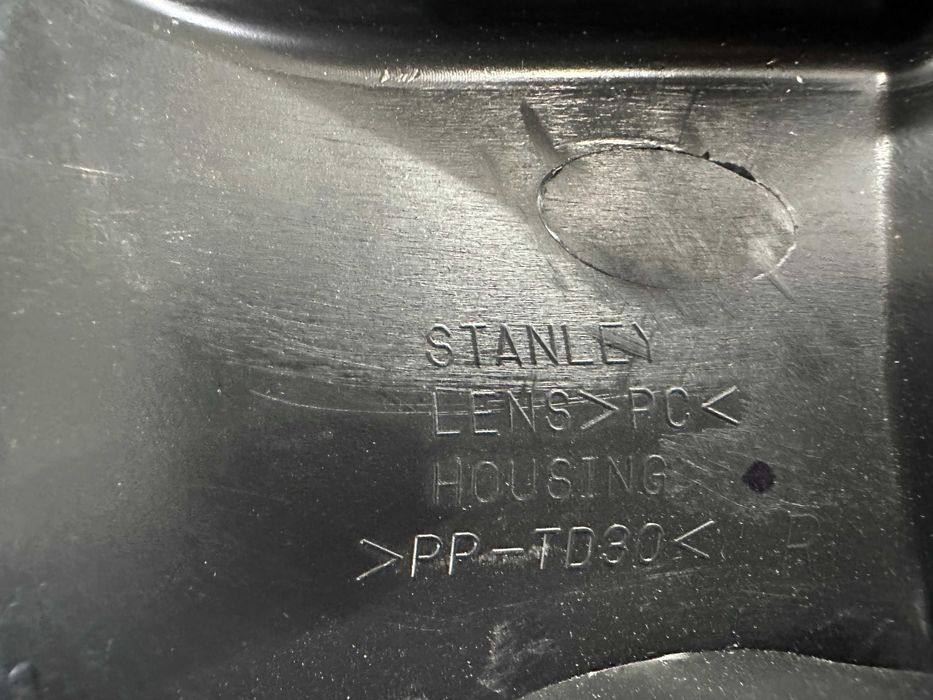 STANLEY
LENS>PC<
HOUSING
>PP-TD30<